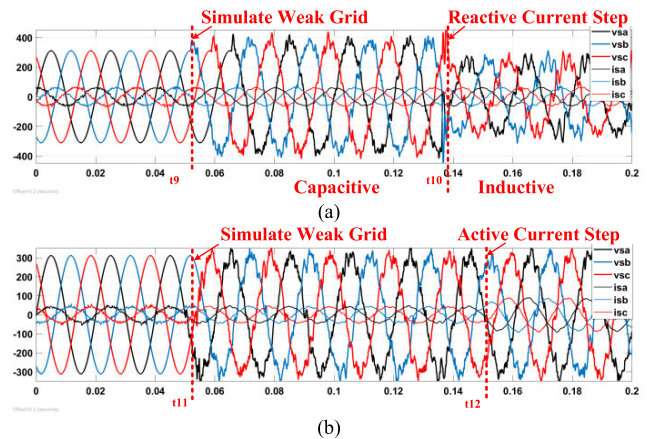 Simulate Weak Grid
Reactive Current Step
400
200
0
-200
-400
vsa
vsb
vsc
isa
isb
isc
0 0.02 0.04 0.06 0.08 0.1 0.12 0.14 0.16 0.18 0.2
t9
t10
Capacitive
Inductive
(a)
Simulate Weak Grid
Active Current Step
300
200
100
0
-100
-200
-300
vsa
vsb
vsc
isa
isb
isc
0 0.02 0.04 0.06 0.08 0.1 0.12 0.14 0.16 0.18 0.2
t11
t12
(b)